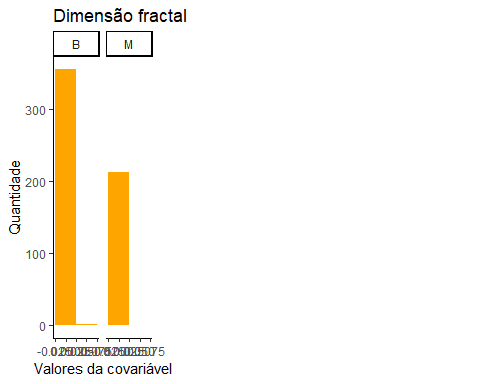 Dimensão fractal
B M
Quantidade
300
200
100
0
Valores da covariável